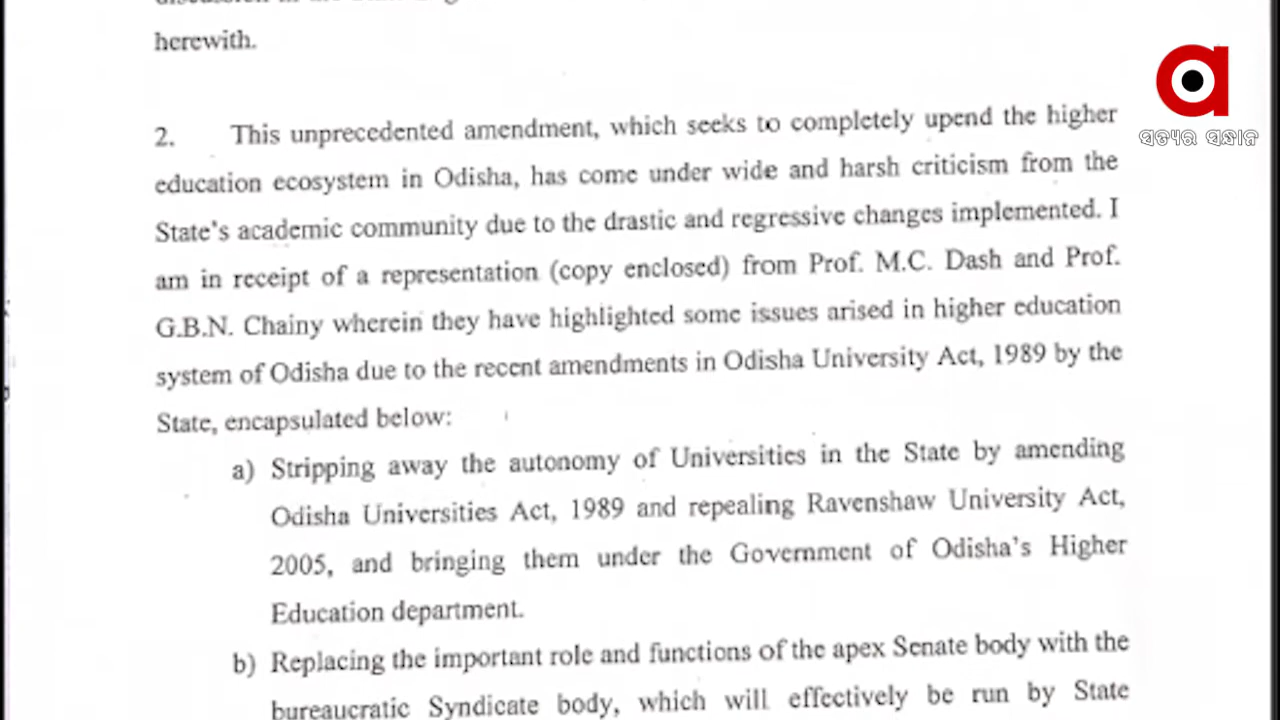 herewith.
2. This unprecedented amendment, which seeks to completely upend the higher
education ecosystem in Odisha, has come under wide and harsh criticism from the
State's academic community due to the drastic and regressive changes implemented. I
am in receipt of a representation (copy enclosed) from Prof. M.C. Dash and Prof.
G.B.N. Chainy wherein they have highlighted some issues arised in higher education
system of Odisha due to the recent amendments in Odisha University Act, 1989 by the
State, encapsulated below:
a) Stripping away the autonomy of Universities in the State by amending
Odisha Universities Act, 1989 and repealing Ravenshaw University Act,
2005, and bringing them under the Government of Odisha's Higher
Education department.
b) Replacing the important role and functions of the apex Senate body with the
bureaucratic Syndicate body, which will effectively be run by State
a
ସତ୍ୟର ସନ୍ଧାନ